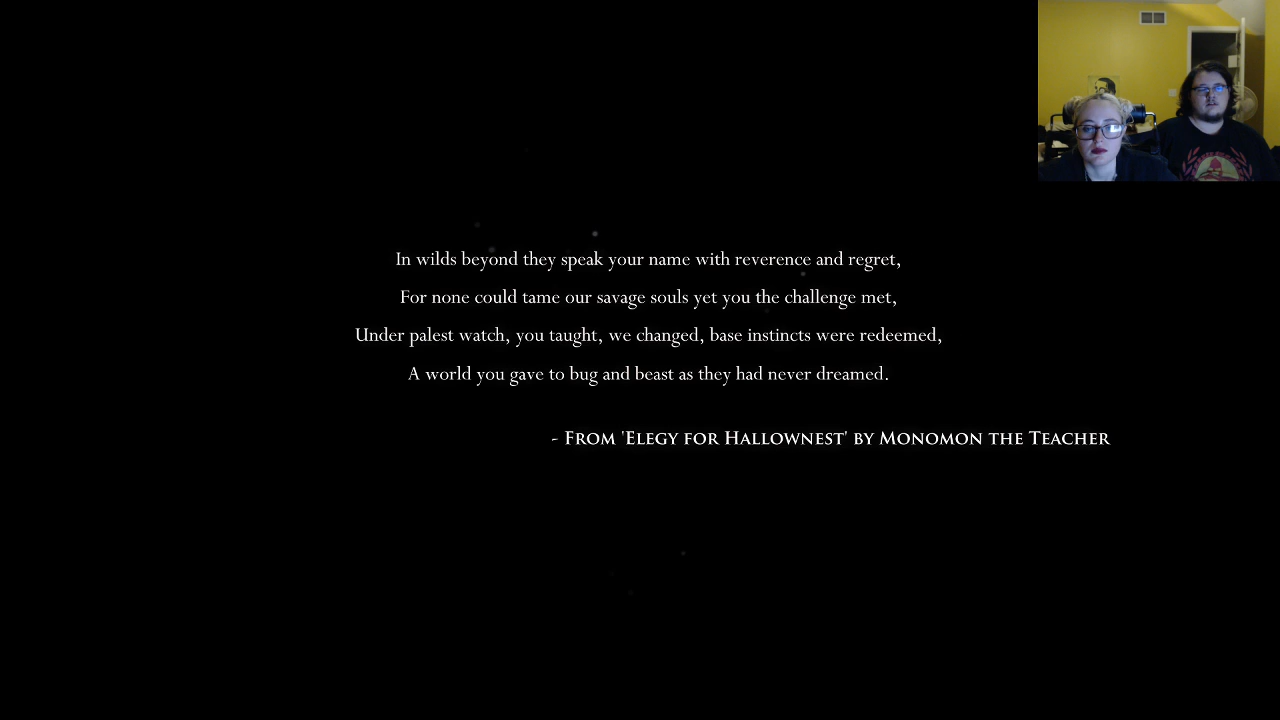 In wilds beyond they speak your name with reverence and regret,
For none could tame our savage souls yet you the challenge met,
Under palest watch, you taught, we changed, base instincts were redeemed,
A world you gave to bug and beast as they had never dreamed.
- From 'Elegy for Hallownest' by Monomon the Teacher